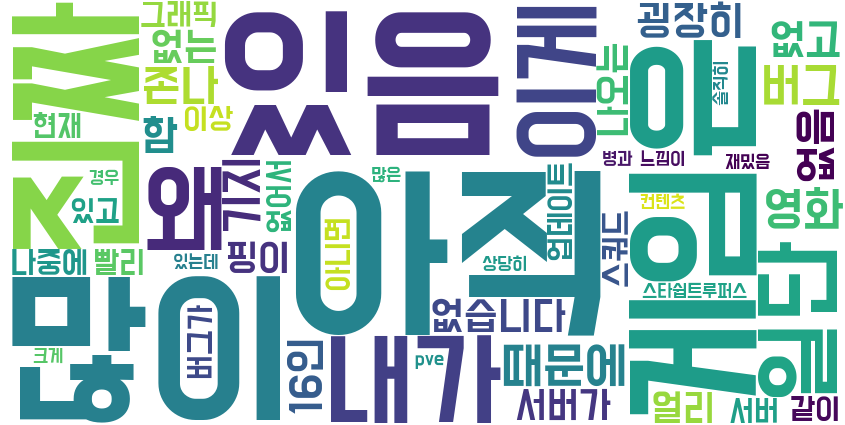 그래픽
없는
존나
이상
진짜
현재
함
있음
이게
나오는
굉장히
솔직히
없고
버그
없음
은
병과
느낌이
재밌음
영화
경우
있고
왜
기지
없어서
많은
아직
아니면
업데이트
스쿼드
컨텐츠
게임
일단
나중에
빨리
있는데
핑이
상당히
스타쉽트루퍼스
많이
버그가
크게
16인
내가
pve
없습니다
때문에
서버가
얼리
서버
같이